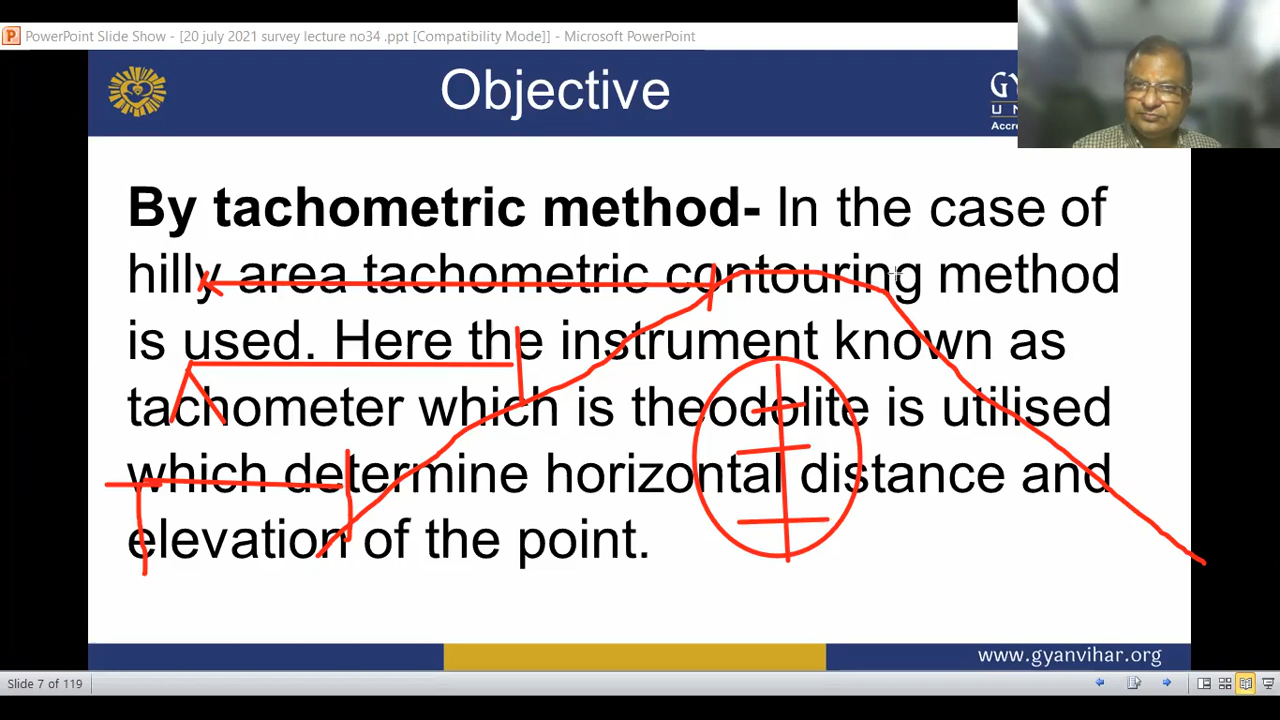 PowerPoint Slide Show - [20 july 2021 survey lecture no34 .ppt [Compatibility Mode]] - Microsoft PowerPoint
Objective
GY
U N
Accre
By tachometric method- In the case of
hilly area tachometric contouring method
is used. Here the instrument known as
tachometer which is theodolite is utilised
which determine horizontal distance and
elevation of the point.
www.gyanvihar.org
Slide 7 of 119